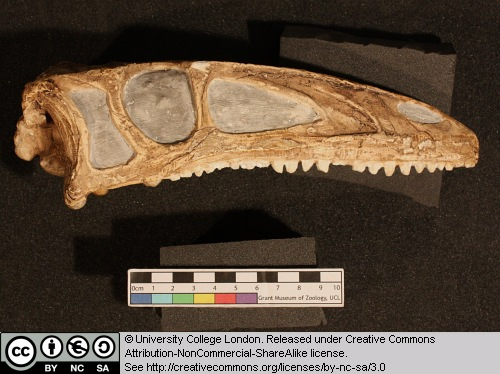 0cm 1 2 3 4 5 6 7 8 9 10
Grant Museum of Zoology, UCL
cc BY NC SA
© University College London. Released under Creative Commons
Attribution-NonCommercial-ShareAlike license.
See http://creativecommons.org/licenses/by-nc-sa/3.0